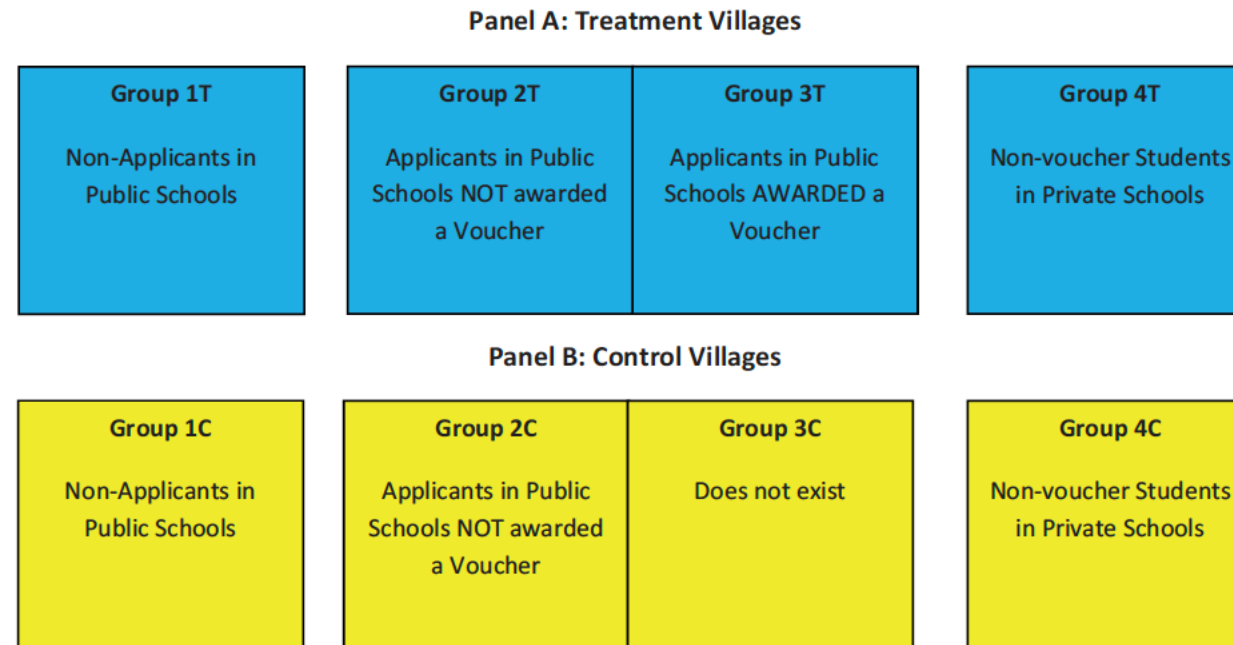 Panel A: Treatment Villages
Group 1T
Non-Applicants in
Public Schools
Group 2T
Applicants in Public
Schools NOT awarded
a Voucher
Group 3T
Applicants in Public
Schools AWARDED a
Voucher
Group 4T
Non-voucher Students
in Private Schools
Panel B: Control Villages
Group 1C
Non-Applicants in
Public Schools
Group 2C
Applicants in Public
Schools NOT awarded
a Voucher
Group 3C
Does not exist
Group 4C
Non-voucher Students
in Private Schools